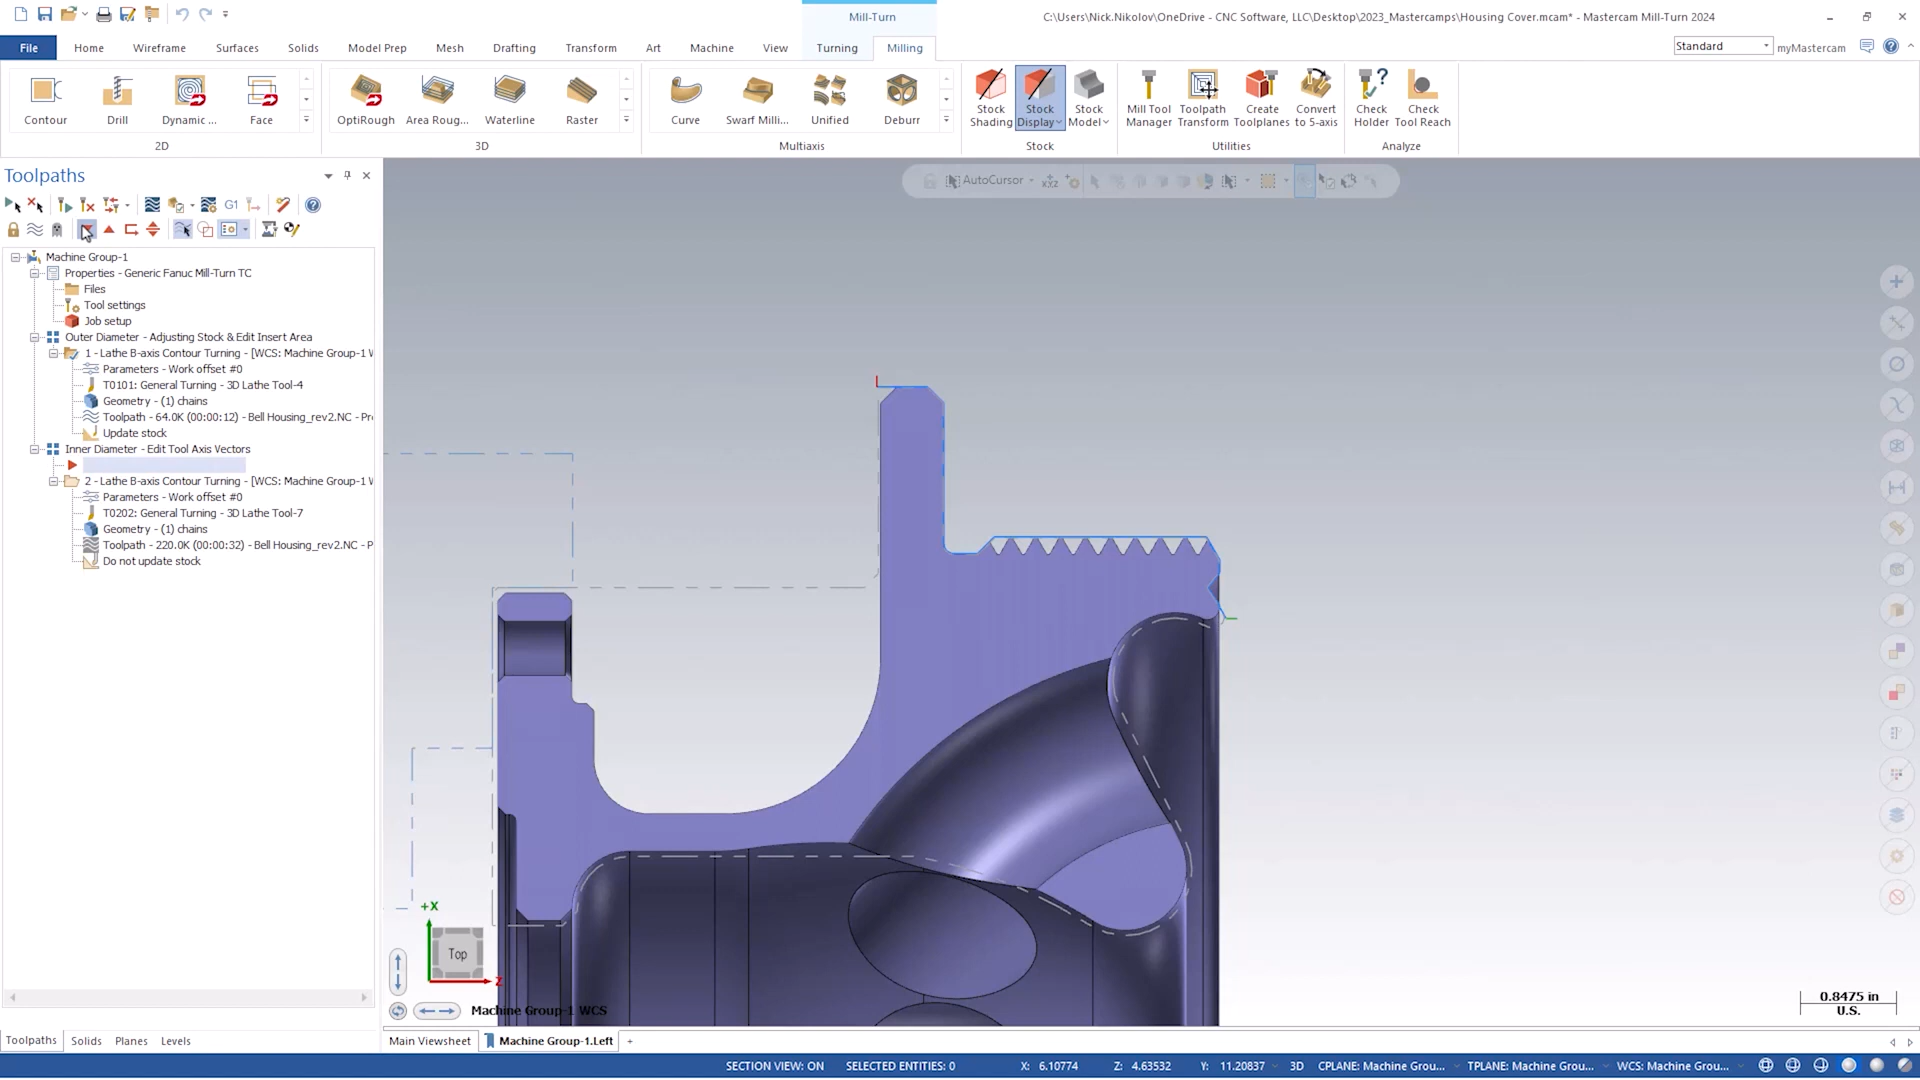 Mill-Turn
C:\Users\Nick.Nikolov\OneDrive - CNC Software, LLC\Desktop\2023_Mastercamps\Housing Cover.mcam* - Mastercam Mill-Turn 2024
File
Home
Wireframe
Surfaces
Solids
Model Prep
Mesh
Drafting
Transform
Art
Machine
View
Turning
Milling
Standard
myMastercam
Contour
Drill
Dynamic ...
Face
OptiRough
Area Roug...
Waterline
Raster
Curve
Swarf Milli...
Unified
Deburr
Stock Shading
Stock Display
Stock Model
Mill Tool Manager
Toolpath Transform
Create Toolplanes
Convert to 5-axis
Check Holder
Check Tool Reach
2D
3D
Multiaxis
Stock
Utilities
Analyze
Toolpaths
G1
AutoCursor
Machine Group-1
Properties - Generic Fanuc Mill-Turn TC
Files
Tool settings
Job setup
Outer Diameter - Adjusting Stock & Edit Insert Area
1 - Lathe B-axis Contour Turning - [WCS: Machine Group-1 W
Parameters - Work offset #0
T0101: General Turning - 3D Lathe Tool-4
Geometry - (1) chains
Toolpath - 64.0K (00:00:12) - Bell Housing_rev2.NC - Pr
Update stock
Inner Diameter - Edit Tool Axis Vectors
2 - Lathe B-axis Contour Turning - [WCS: Machine Group-1 W
Parameters - Work offset #0
T0202: General Turning - 3D Lathe Tool-7
Geometry - (1) chains
Toolpath - 220.0K (00:00:32) - Bell Housing_rev2.NC - P
Do not update stock
+X
Top
Z
Machine Group-1 WCS
0.8475 in
U.S.
Toolpaths
Solids
Planes
Levels
Main Viewsheet
Machine Group-1.Left
+
SECTION VIEW: ON
SELECTED ENTITIES: 0
X: 6.10774
Z: 4.63532
Y: 11.20837
3D
CPLANE: Machine Grou...
TPLANE: Machine Grou...
WCS: Machine Grou...